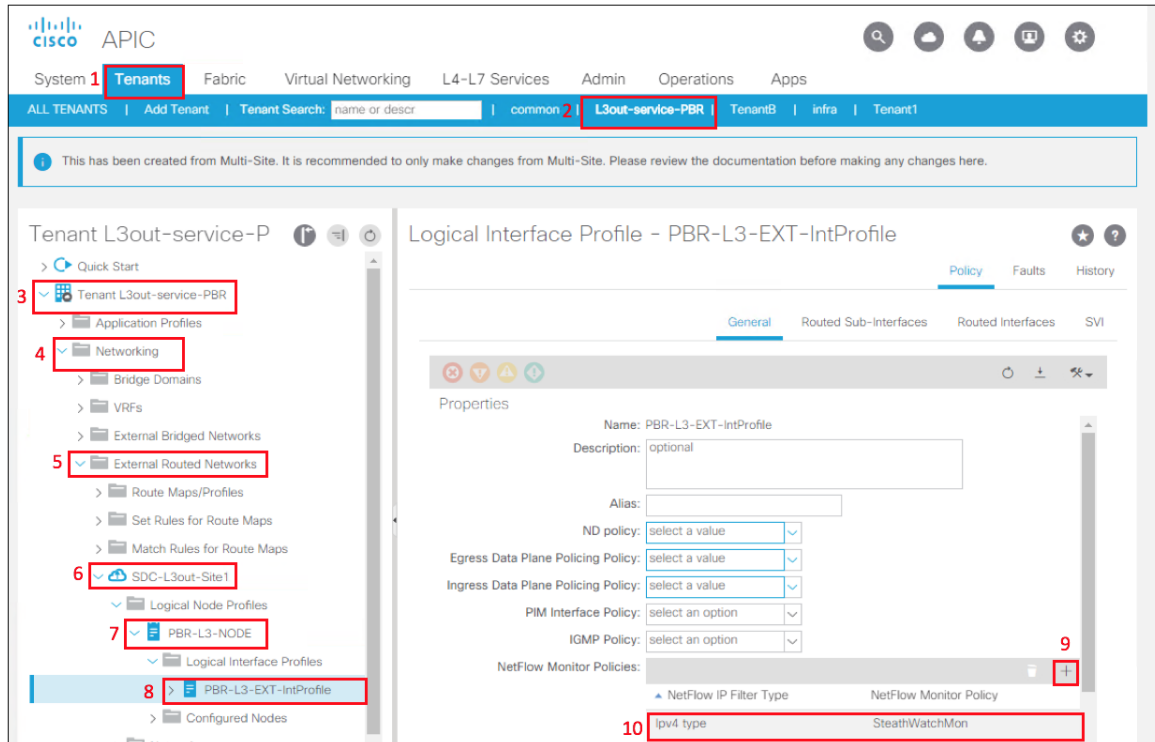 CISCO APIC
System 1 Tenants Fabric Virtual Networking L4-L7 Services Admin Operations Apps
ALL TENANTS | Add Tenant | Tenant Search: name or descr | common 2 | L3out-service-PBR | TenantB | infra | Tenant1
i This has been created from Multi-Site. It is recommended to only make changes from Multi-Site. Please review the documentation before making any changes here.
Tenant L3out-service-P
Quick Start
3 Tenant L3out-service-PBR
Application Profiles
4 Networking
Bridge Domains
VRFs
External Bridged Networks
5 External Routed Networks
Route Maps/Profiles
Set Rules for Route Maps
Match Rules for Route Maps
6 SDC-L3out-Site1
Logical Node Profiles
7 PBR-L3-NODE
Logical Interface Profiles
8 PBR-L3-EXT-IntProfile
Configured Nodes
Logical Interface Profile - PBR-L3-EXT-IntProfile
Policy Faults History
General Routed Sub-Interfaces Routed Interfaces SVI
Properties
Name: PBR-L3-EXT-IntProfile
Description: optional
Alias:
ND policy: select a value
Egress Data Plane Policing Policy: select a value
Ingress Data Plane Policing Policy: select a value
PIM Interface Policy: select an option
IGMP Policy: select an option
9
NetFlow Monitor Policies: +
NetFlow IP Filter Type NetFlow Monitor Policy
10 Ipv4 type SteathWatchMon